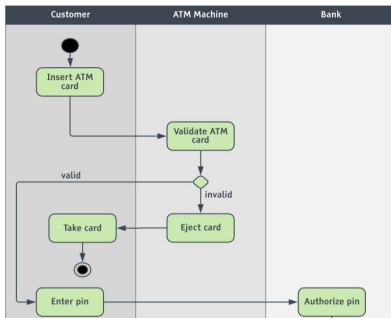 Customer
ATM Machine
Bank
Insert ATM
card
Validate ATM
card
valid
invalid
Take card
Eject card
Enter pin
Authorize pin